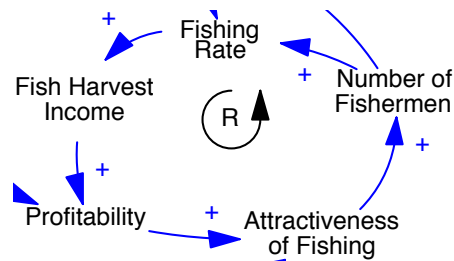 +
Fishing
Rate
+
Number of
Fishermen
Fish Harvest
Income
R
+
+
Profitability
+
Attractiveness
of Fishing